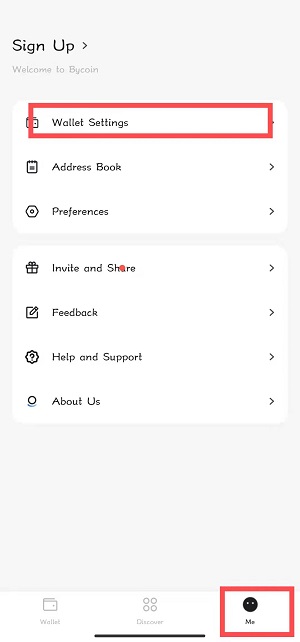 Sign Up
Welcome to Bycoin
Wallet Settings
Address Book
Preferences
Invite and Share
Feedback
Help and Support
About Us
Wallet
Discover
Me